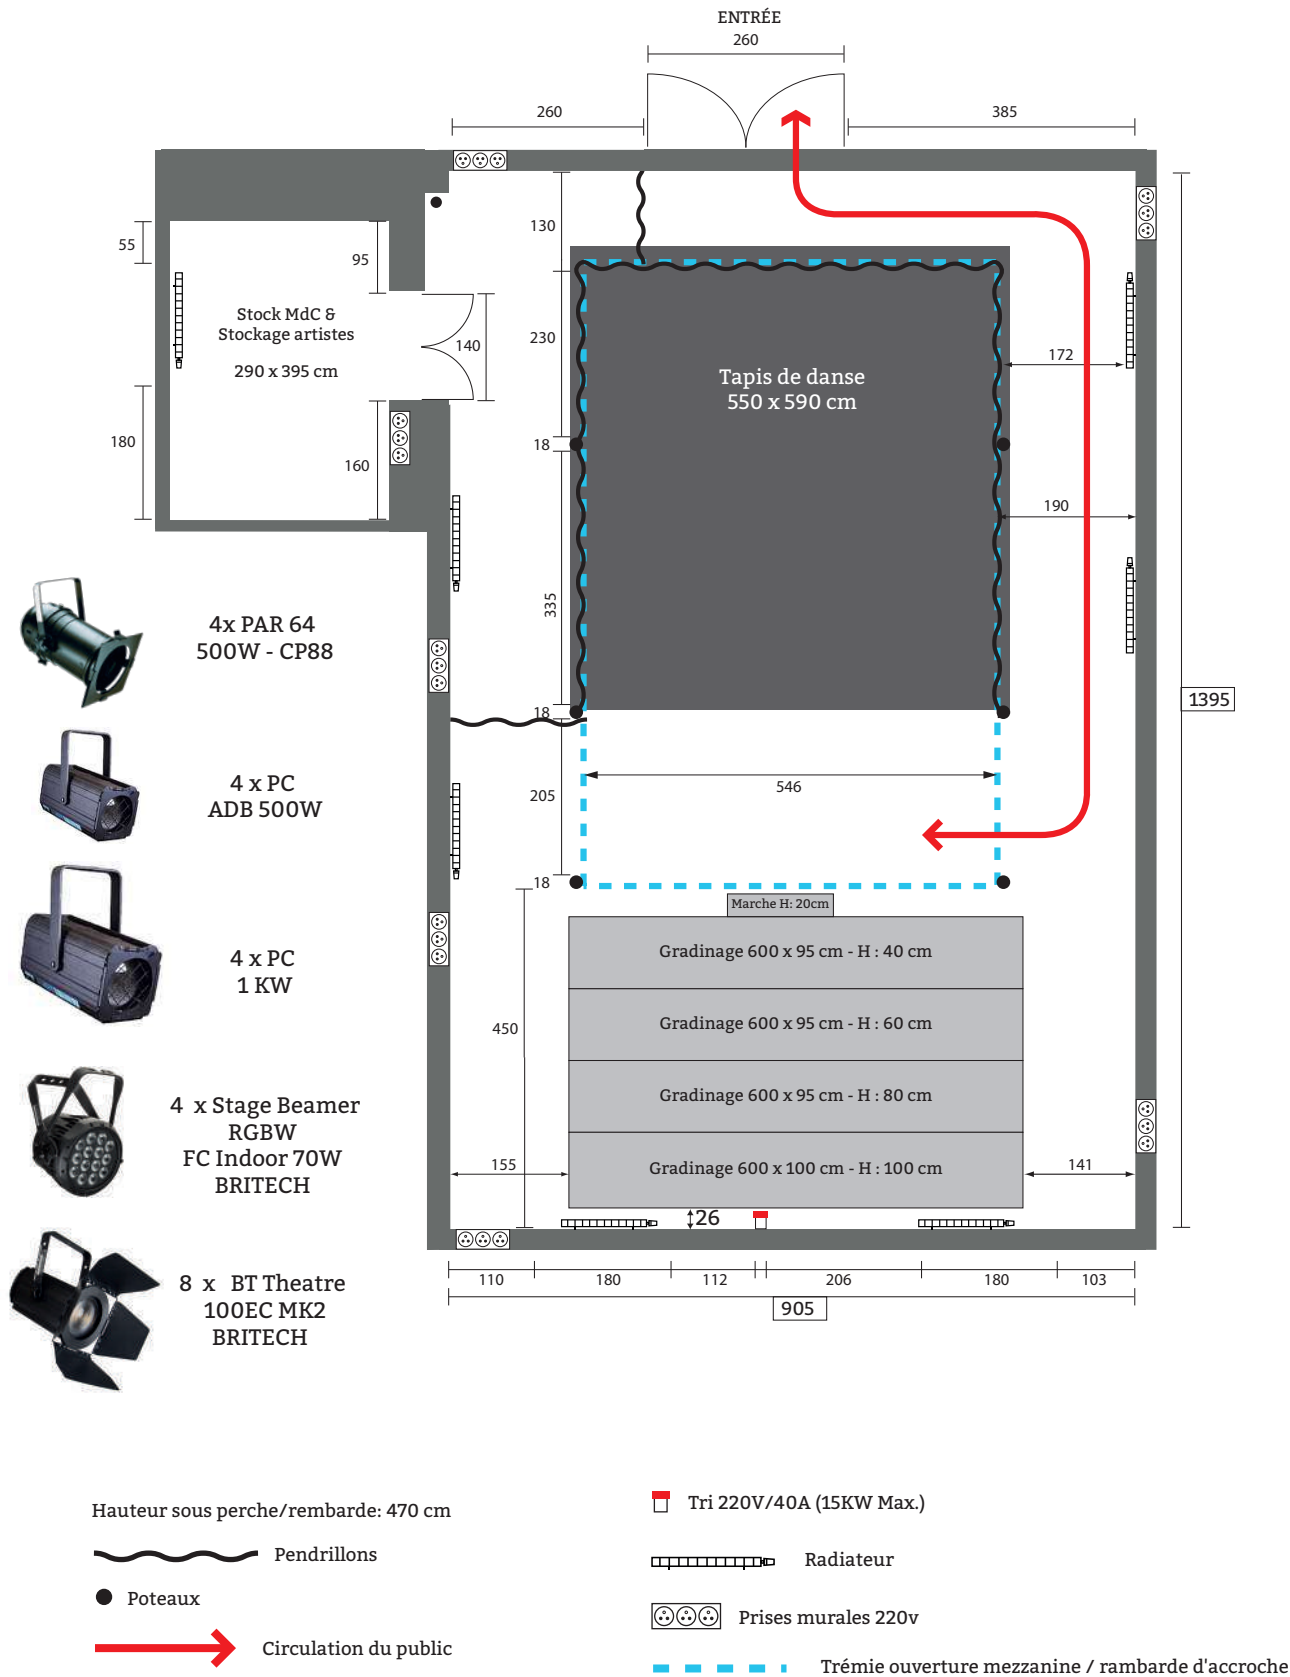 ENTRÉE
260
260
385
130
55
95
Stock MdC &
Stockage artistes
290 x 395 cm
140
230
172
Tapis de danse
550 x 590 cm
180
18
160
190
335
4x PAR 64
500W - CP88
18
1395
4 x PC
ADB 500W
546
205
18
Marche H: 20cm
Gradinage 600 x 95 cm - H : 40 cm
4 x PC
1 KW
Gradinage 600 x 95 cm - H : 60 cm
450
Gradinage 600 x 95 cm - H : 80 cm
4 x Stage Beamer
RGBW
FC Indoor 70W
BRITECH
155
Gradinage 600 x 100 cm - H : 100 cm
141
26
8 x BT Theatre
100EC MK2
BRITECH
110
180
112
206
180
103
905
Hauteur sous perche/rembarde: 470 cm
Pendrillons
Poteaux
Circulation du public
Tri 220V/40A (15KW Max.)
Radiateur
Prises murales 220v
Trémie ouverture mezzanine / rambarde d'accroche